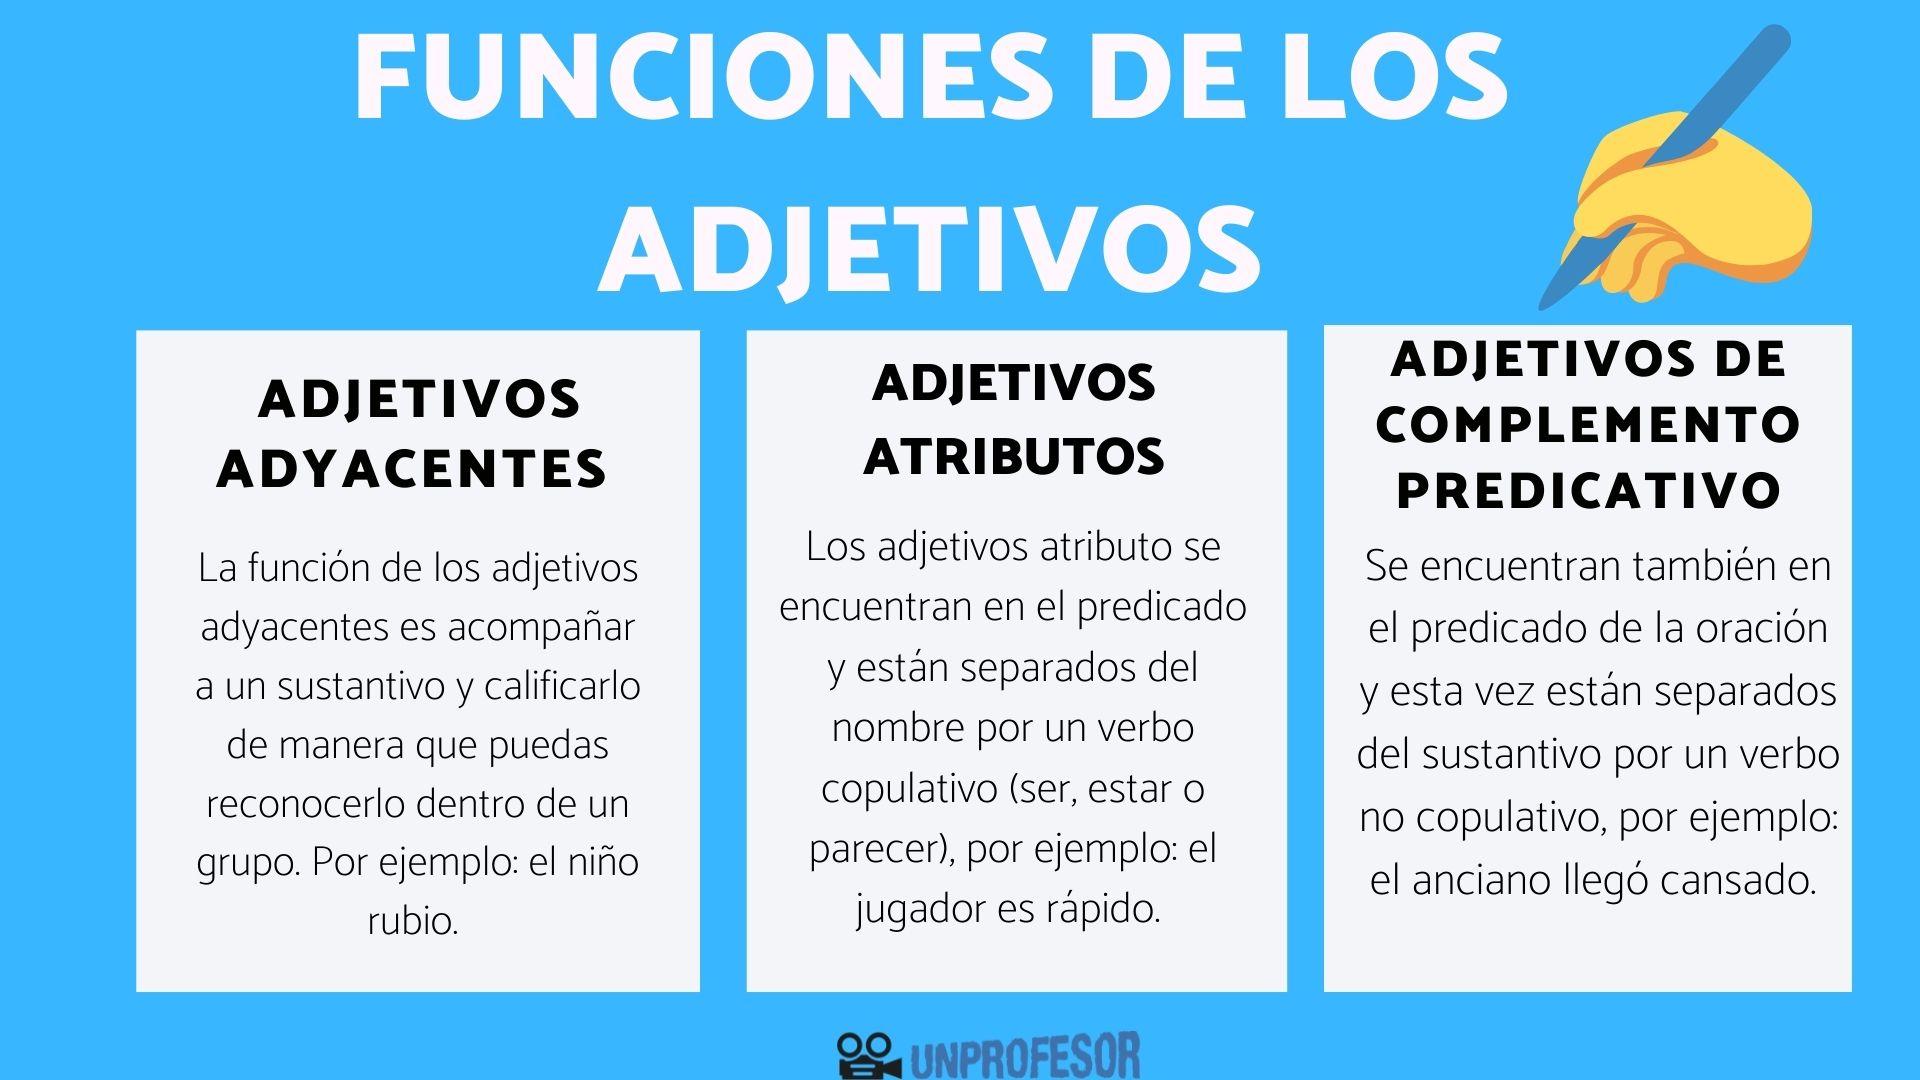 FUNCIONES DE LOS
ADJETIVOS
ADJETIVOS
ADYACENTES
La función de los adjetivos
adyacentes es acompañar
a un sustantivo y calificarlo
de manera que puedas
reconocerlo dentro de un
grupo. Por ejemplo: el niño
rubio.
ADJETIVOS
ATRIBUTOS
Los adjetivos atributo se
encuentran en el predicado
y están separados del
nombre por un verbo
copulativo (ser, estar o
parecer), por ejemplo: el
jugador es rápido.
ADJETIVOS DE
COMPLEMENTO
PREDICATIVO
Se encuentran también en
el predicado de la oración
y esta vez están separados
del sustantivo por un verbo
no copulativo, por ejemplo:
el anciano llegó cansado.
UNPROFESOR